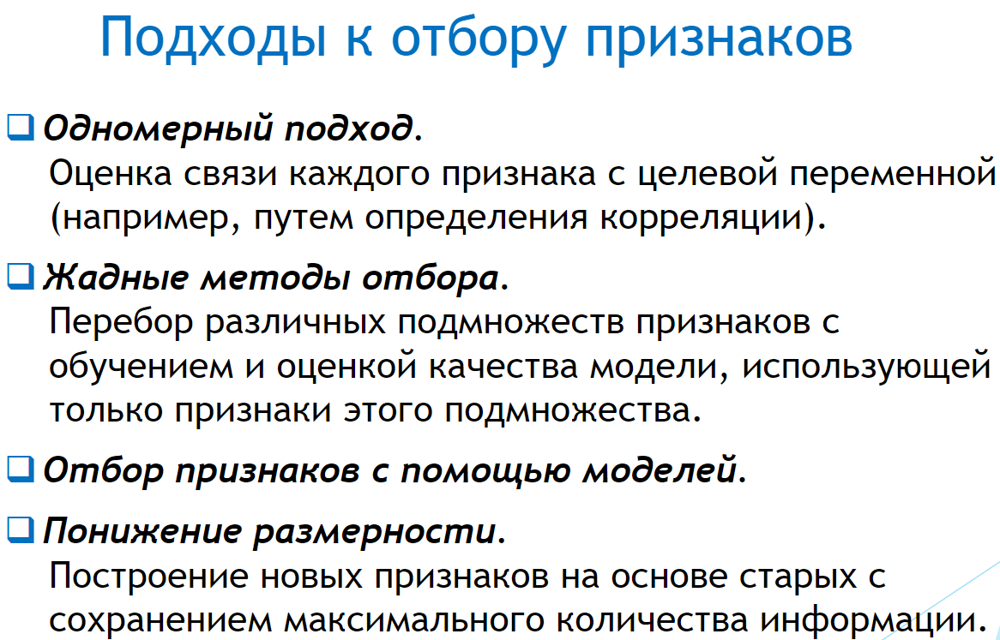 Подходы к отбору признаков
Одномерный подход.
Оценка связи каждого признака с целевой переменной
(например, путем определения корреляции).
Жадные методы отбора.
Перебор различных подмножеств признаков с
обучением и оценкой качества модели, использующей
только признаки этого подмножества.
Отбор признаков с помощью моделей.
Понижение размерности.
Построение новых признаков на основе старых с
сохранением максимального количества информации.